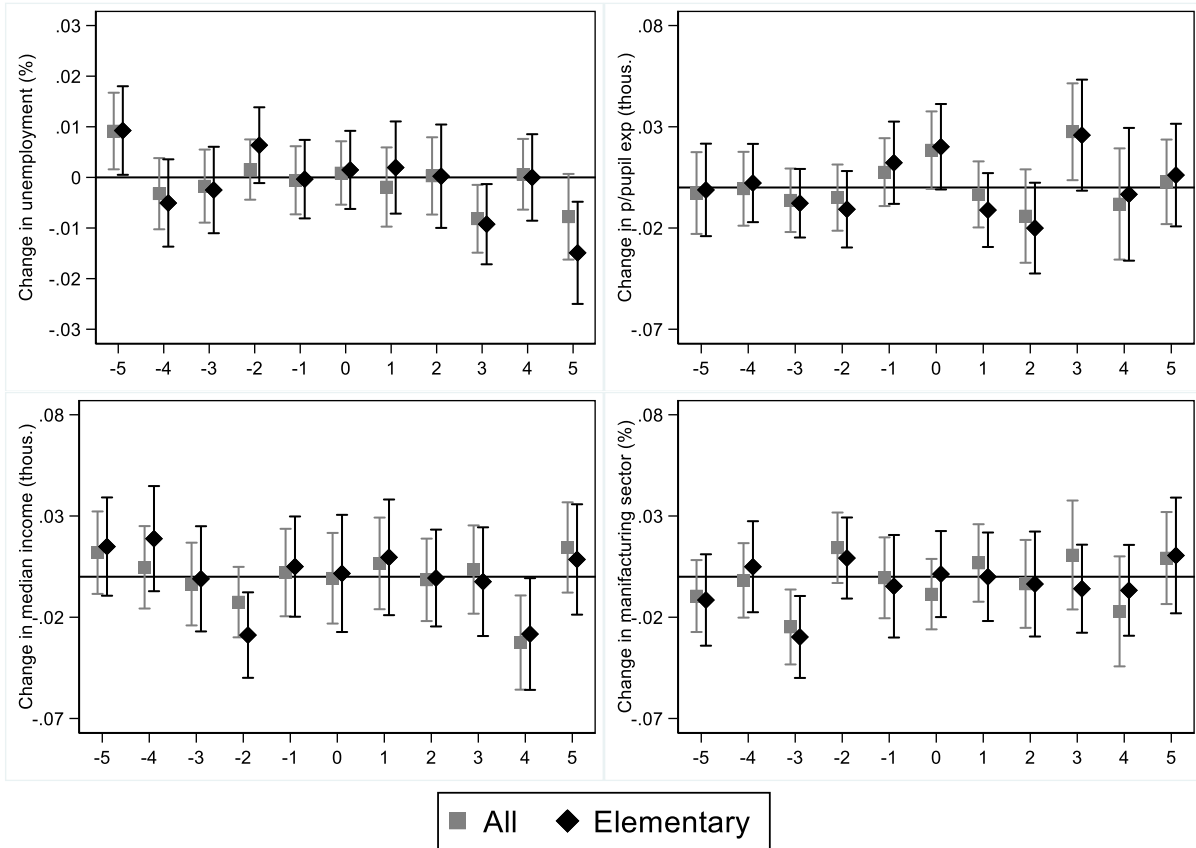 Change in unemployment (%)
.03
.02
.01
0
-.01
-.02
-.03
-5 -4 -3 -2 -1 0 1 2 3 4 5
Change in p/pupil exp (thous.)
.08
.03
-.02
-.07
-5 -4 -3 -2 -1 0 1 2 3 4 5
Change in median income (thous.)
.08
.03
-.02
-.07
-5 -4 -3 -2 -1 0 1 2 3 4 5
Change in manifacturing sector (%)
.08
.03
-.02
-.07
-5 -4 -3 -2 -1 0 1 2 3 4 5
All Elementary